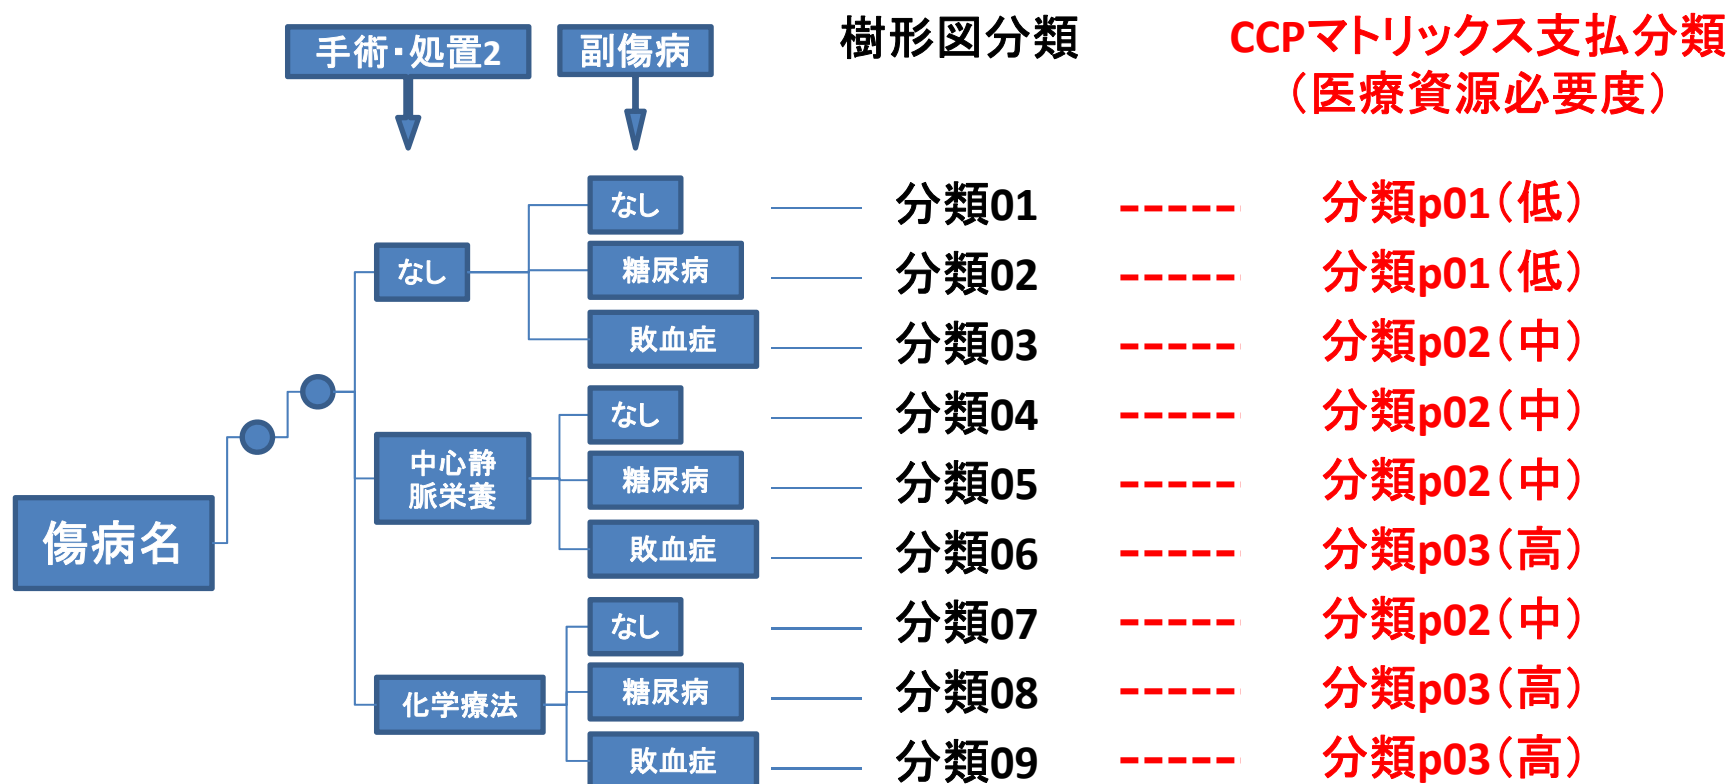 手術・処置2
副傷病
樹形図分類
CCPマトリックス支払分類
（医療資源必要度）
なし
分類01
分類p01（低）
なし
糖尿病
分類02
分類p01（低）
敗血症
分類03
分類p02（中）
なし
分類04
分類p02（中）
中心静
脈栄養
糖尿病
分類05
分類p02（中）
傷病名
敗血症
分類06
分類p03（高）
なし
分類07
分類p02（中）
化学療法
糖尿病
分類08
分類p03（高）
敗血症
分類09
分類p03（高）